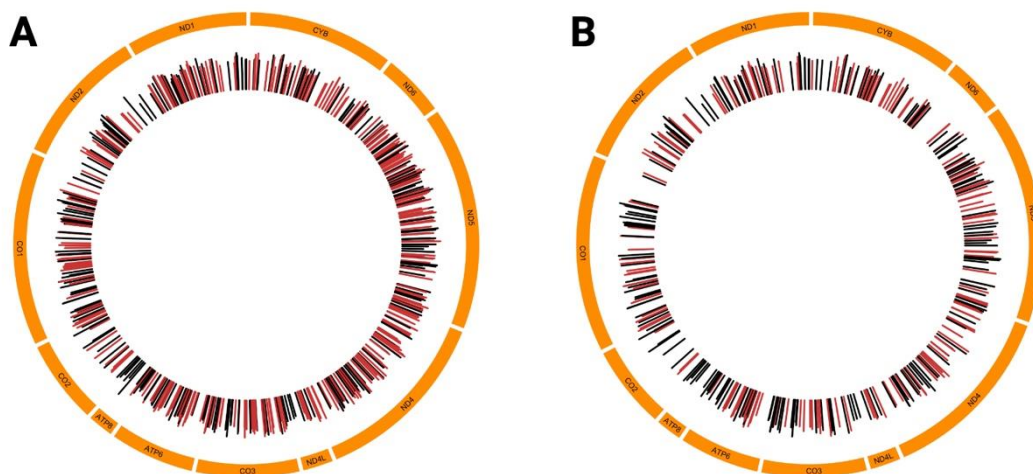 A
ND1
CYB
ND6
ND5
ND4
ND4L
CO3
ATP6
ATP8
CO2
CO1
ND2
B
ND1
CYB
ND6
ND4
ND4L
CO3
ATP6
ATP8
CO2
CO1
ND2